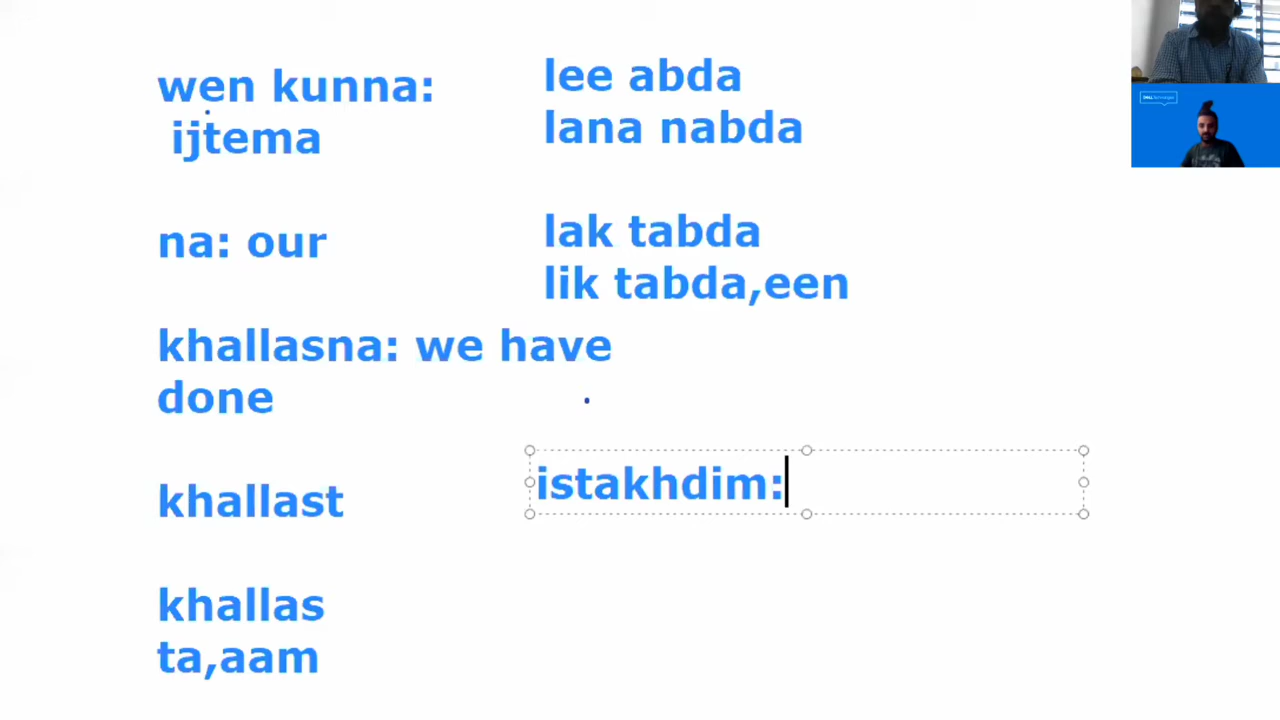 wen kunna:
ijtema
na: our
khallasna: we have
done
khallast
khallas
ta,aam
lee abda
lana nabda
lak tabda
lik tabda,een
istakhdim: